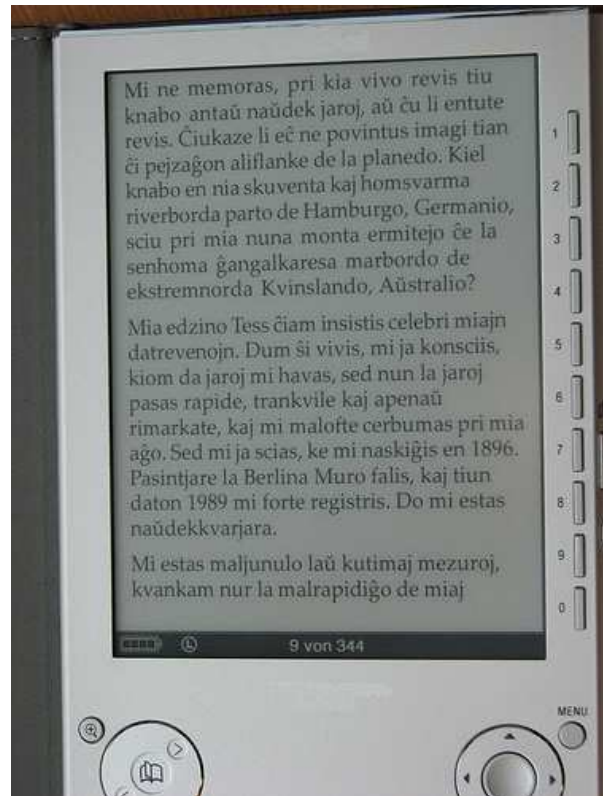 Mi ne memoras, pri kia vivo revis tiu
knabo antaŭ naŭdek jaroj, aŭ ĉu li entute
revis. Ĉiukaze li eĉ ne povintus imagi tian
ĉi pejzaĝon aliflanke de la planedo. Kiel
knabo en nia skuventa kaj homsvarma
riverborda parto de Hamburgo, Germanio,
sciu pri mia nuna monta ermitejo ĉe la
senhoma ĝangalkaresa marbordo de
ekstremnorda Kvinslando, Aŭstralio?
Mia edzino Tess ĉiam insistis celebri miajn
datrevenojn. Dum ŝi vivis, mi ja konsciis,
kiom da jaroj mi havas, sed nun la jaroj
pasas rapide, trankvile kaj apenaŭ
rimarkate, kaj mi malofte cerbumas pri mia
aĝo. Sed mi ja scias, ke mi naskiĝis en 1896.
Pasintjare la Berlina Muro falis, kaj tiun
daton 1989 mi forte registris. Do mi estas
naŭdekkvarjara.
Mi estas maljunulo laŭ kutimaj mezuroj,
kvankam nur la malrapidiĝo de miaj
L 9 von 344
1
2
3
4
5
6
7
8
9
0
MENU